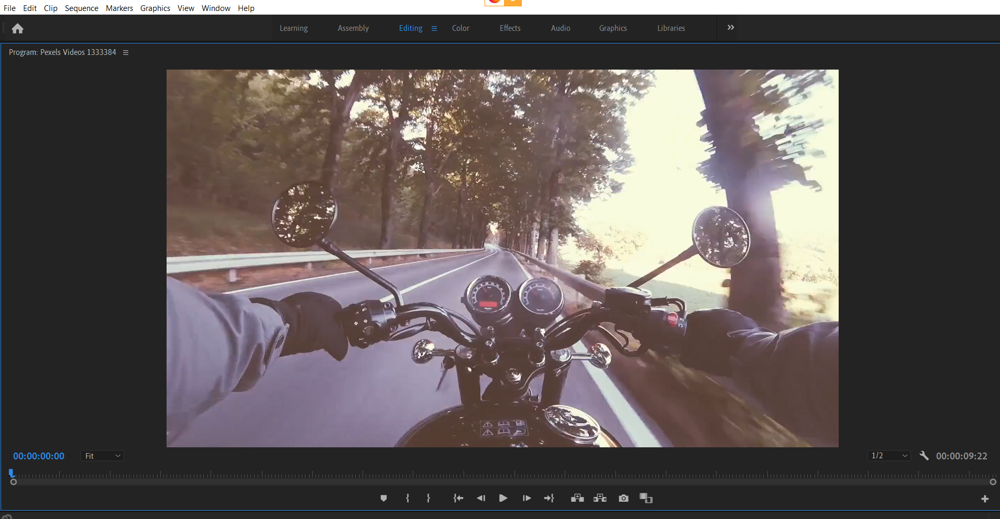 File Edit Clip Sequence Markers Graphics View Window Help
Learning Assembly Editing Color Effects Audio Graphics Libraries
Program: Pexels Videos 1333384
00:00:00:00 Fit 1/2 00:00:09:22